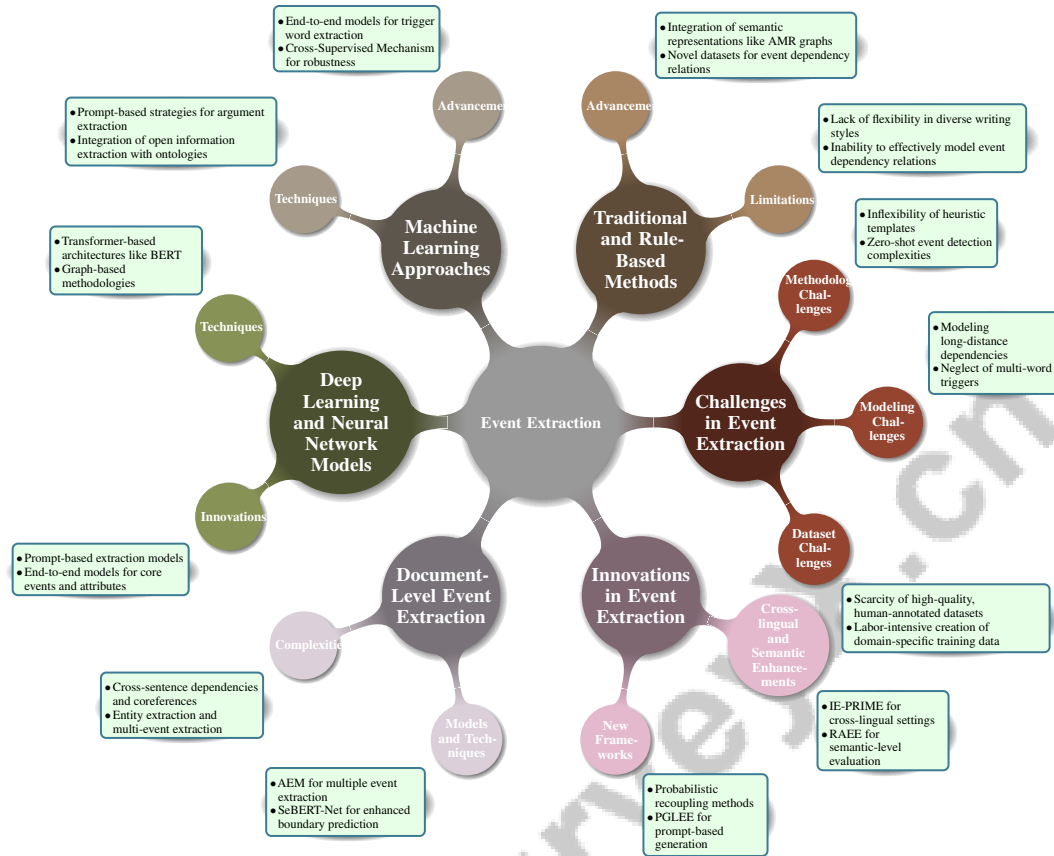 ● End-to-end models for trigger
word extraction
● Cross-Supervised Mechanism
for robustness
● Integration of semantic
representations like AMR graphs
● Novel datasets for event dependency
relations
Advanceme
Advanceme
● Prompt-based strategies for argument
extraction
● Integration of open information
extraction with ontologies
● Lack of flexibility in diverse writing
styles
● Inability to effectively model event
dependency relations
Techniques
Limitations
Machine
Learning
Approaches
Traditional
and Rule-
Based
Methods
● Transformer-based
architectures like BERT
● Graph-based
methodologies
● Inflexibility of heuristic
templates
● Zero-shot event detection
complexities
Methodolog
Chal-
lenges
Techniques
● Modeling
long-distance
dependencies
● Neglect of multi-word
triggers
Deep
Learning
and Neural
Network
Models
Event Extraction
Challenges
in Event
Extraction
Modeling
Chal-
lenges
Innovations
Dataset
Chal-
lenges
● Prompt-based extraction models
● End-to-end models for core
events and attributes
Document-
Level Event
Extraction
Innovations
in Event
Extraction
● Scarcity of high-quality,
human-annotated datasets
● Labor-intensive creation of
domain-specific training data
Complexitie
Cross-
lingual and
Semantic
Enhance-
ments
● Cross-sentence dependencies
and coreferences
● Entity extraction and
multi-event extraction
● IE-PRIME for
cross-lingual settings
● RAEE for
semantic-level
evaluation
Models
and Tech-
niques
New
Frame-
works
● AEM for multiple event
extraction
● SeBERT-Net for enhanced
boundary prediction
● Probabilistic
recoupling methods
● PGLEE for
prompt-based
generation